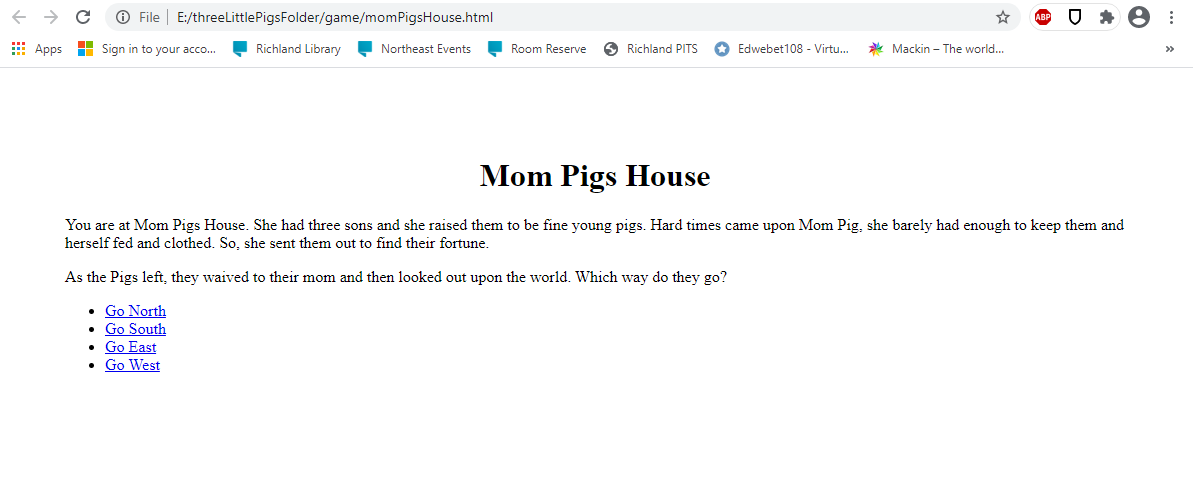 File E:/threeLittlePigsFolder/game/momPigsHouse.html ABP
Apps Sign in to your acco... Richland Library Northeast Events Room Reserve Richland PITS Edwebet108 - Virtu... Mackin – The world... »
Mom Pigs House
You are at Mom Pigs House. She had three sons and she raised them to be fine young pigs. Hard times came upon Mom Pig, she barely had enough to keep them and
herself fed and clothed. So, she sent them out to find their fortune.
As the Pigs left, they waived to their mom and then looked out upon the world. Which way do they go?
• Go North
• Go South
• Go East
• Go West